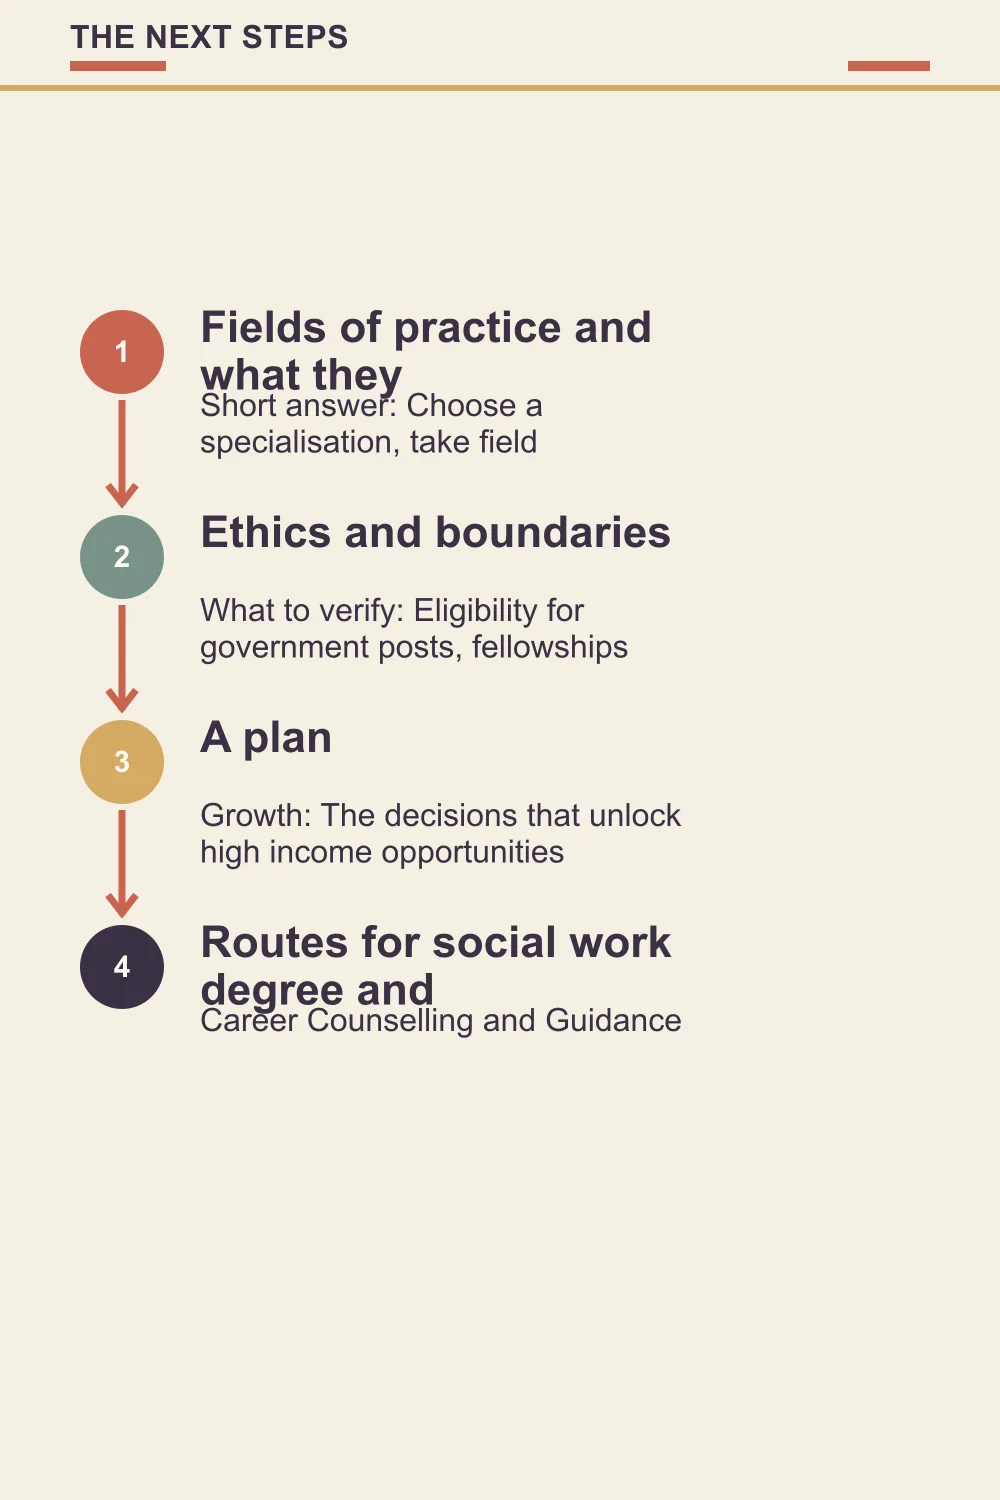 THE NEXT STEPS
1
Fields of practice and
what they
Short answer: Choose a
specialisation, take field
2
Ethics and boundaries
What to verify: Eligibility for
government posts, fellowships
3
A plan
Growth: The decisions that unlock
high income opportunities
4
Routes for social work
degree and
Career Counselling and Guidance